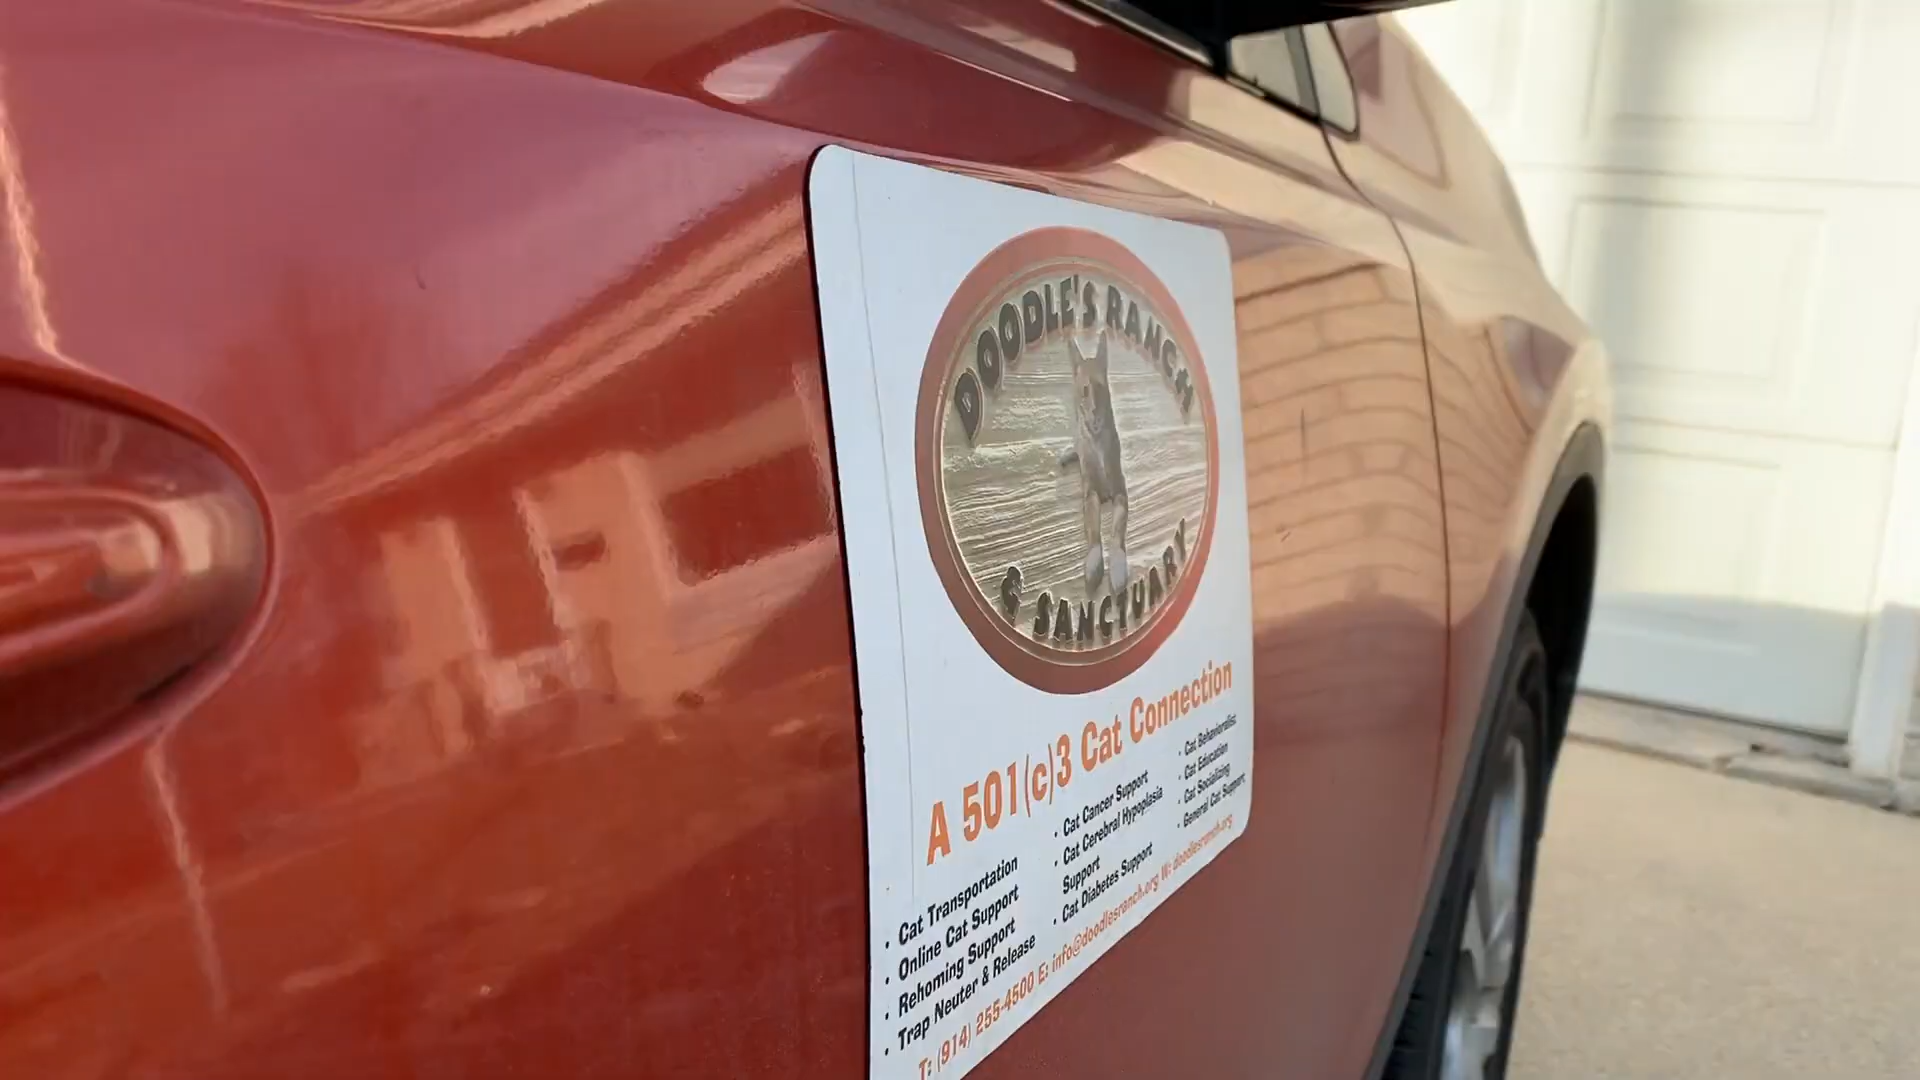 DOODLE'S RANCH
& SANCTUARY
A 501(c)3 Cat Connection
· Cat Transportation
· Online Cat Support
· Rehoming Support
· Trap Neuter & Release
· Cat Cancer Support
· Cat Cerebral Hypoplasia
Support
· Cat Diabetes Support
· Cat Behavioralist
· Cat Education
· Cat Socializing
· General Cat Support
T: (914) 255-4500 E: info@doodlesranch.org W: doodlesranch.org